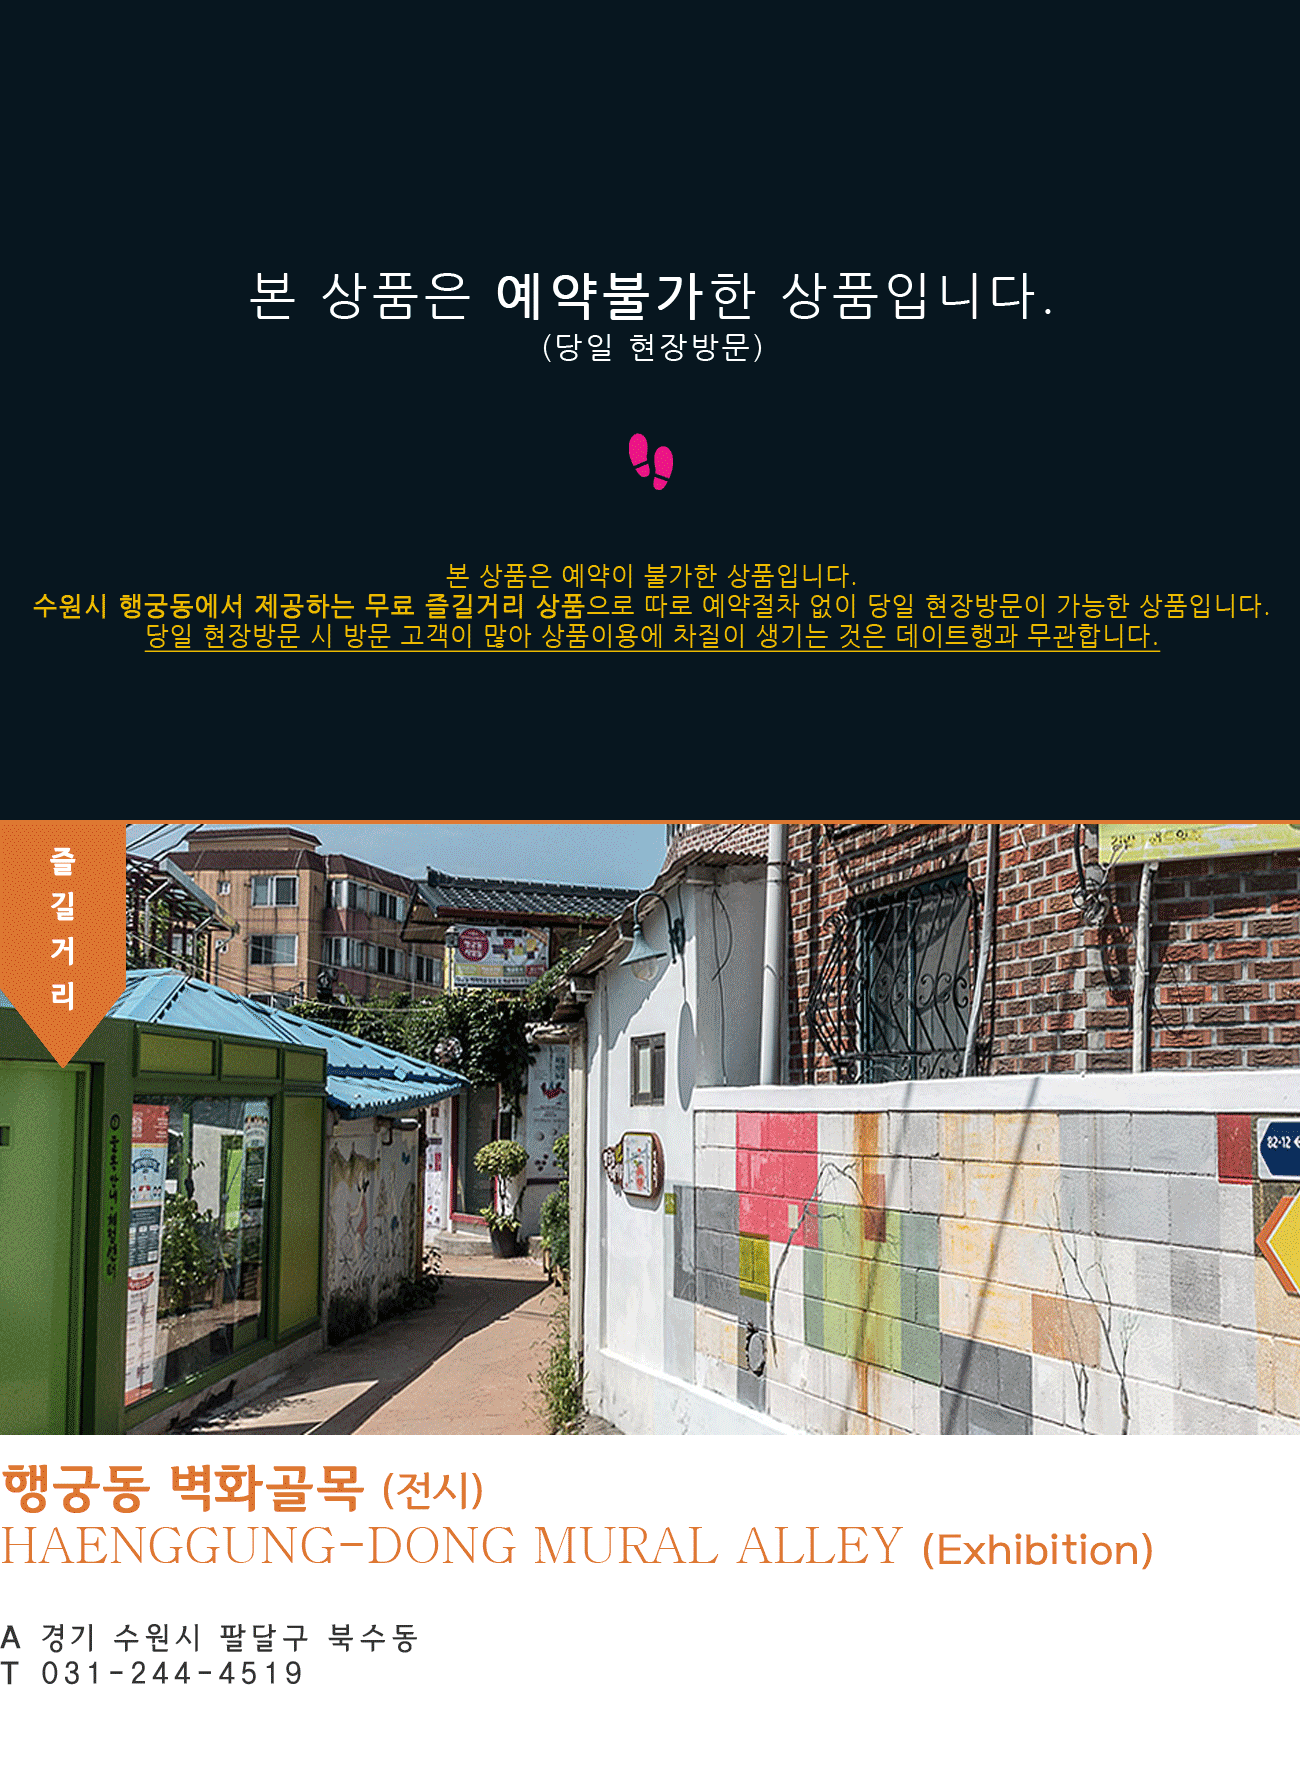 본 상품은 예약불가한 상품입니다.
(당일 현장방문)
본 상품은 예약이 불가한 상품입니다.
수원시 행궁동에서 제공하는 무료 즐길거리 상품으로 따로 예약절차 없이 당일 현장방문이 가능한 상품입니다.
당일 현장방문 시 방문 고객이 많아 상품이용에 차질이 생기는 것은 데이트행과 무관합니다.
즐
길
거
리
82-12
행궁동 벽화골목 (전시)
HAENGGUNG-DONG MURAL ALLEY (Exhibition)
A 경기 수원시 팔달구 북수동
T 031-244-4519